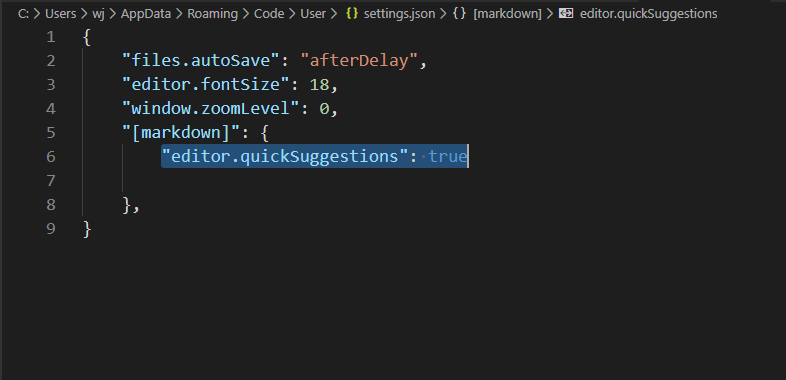 C: > Users > wj > AppData > Roaming > Code > User > {} settings.json > {} [markdown] > editor.quickSuggestions
1 {
2 "files.autoSave": "afterDelay",
3 "editor.fontSize": 18,
4 "window.zoomLevel": 0,
5 "[markdown]": {
6 "editor.quickSuggestions": true
7
8 },
9 }